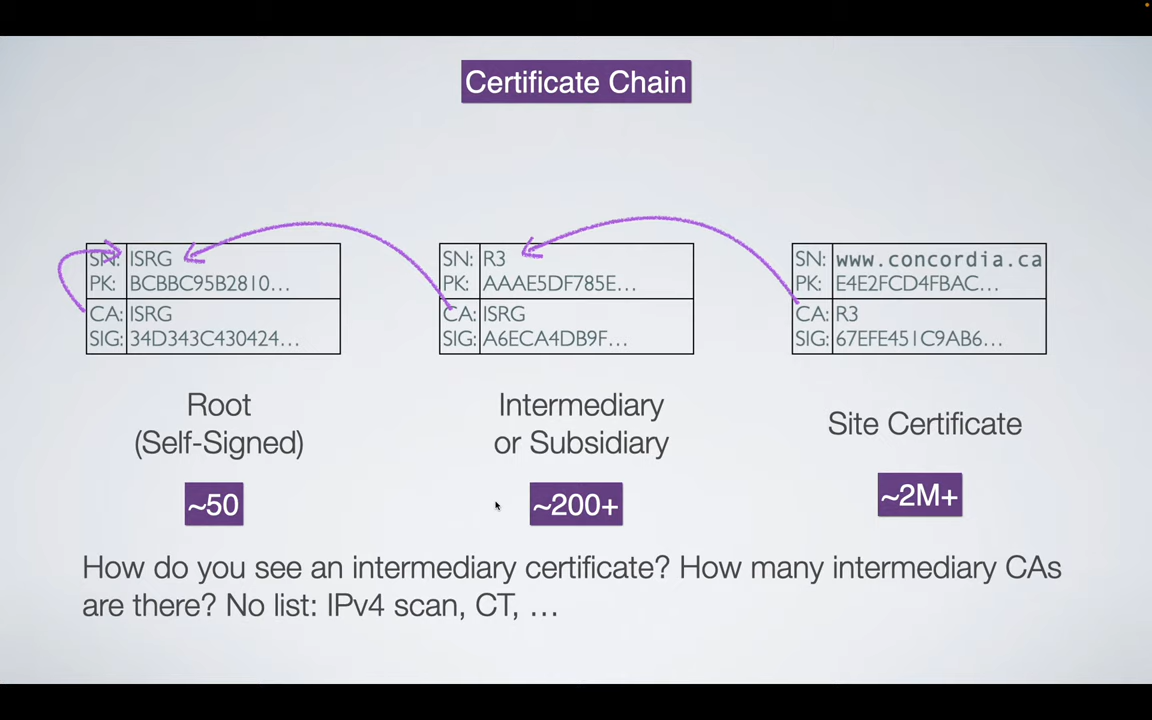 Certificate Chain
SN: ISRG
PK: BCBBC95B2810...
CA: ISRG
SIG: 34D343C430424...
SN: R3
PK: AAAE5DF785E...
CA: ISRG
SIG: A6ECA4DB9F...
SN: www.concordia.ca
PK: E4E2FCD4FBAC...
CA: R3
SIG: 67EFE451C9AB6...
Root
(Self-Signed)
Intermediary
or Subsidiary
Site Certificate
~50
~200+
~2M+
How do you see an intermediary certificate? How many intermediary CAs
are there? No list: IPv4 scan, CT, ...